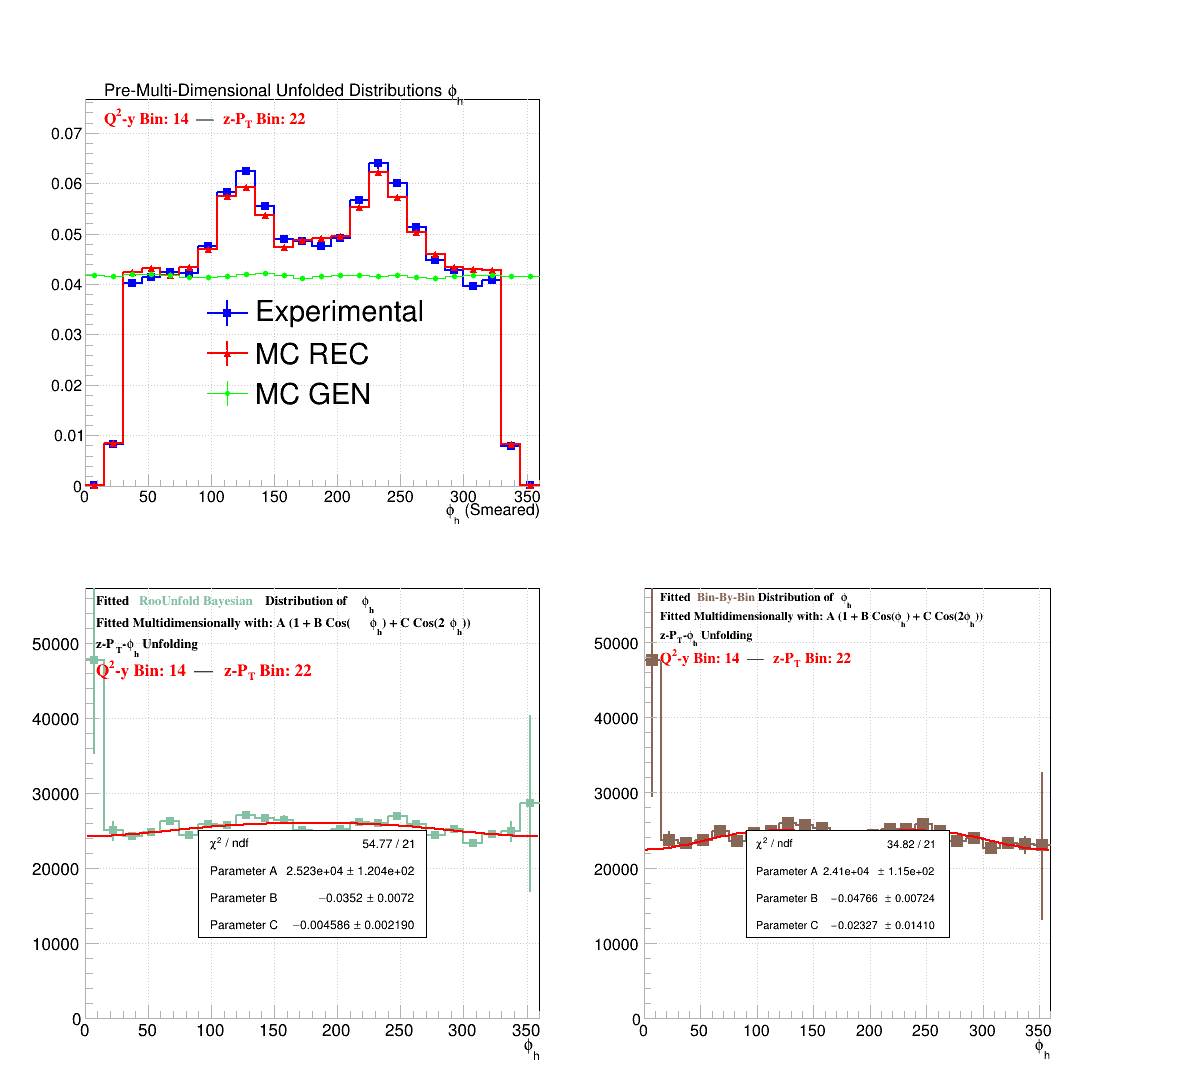 Pre-Multi-Dimensional Unfolded Distributions ϕh
Q²-y Bin: 14 — z-PT Bin: 22
0.07
0.06
0.05
0.04
0.03
0.02
0.01
0
Experimental
MC REC
MC GEN
0 50 100 150 200 250 300 350
ϕh (Smeared)
Fitted RooUnfold Bayesian Distribution of ϕh
Fitted Multidimensionally with: A (1 + B Cos( ϕh) + C Cos(2 ϕh))
z-PT-ϕh Unfolding
Q²-y Bin: 14 — z-PT Bin: 22
50000
40000
30000
20000
10000
0
χ² / ndf 54.77 / 21
Parameter A 2.523e+04 ± 1.204e+02
Parameter B −0.0352 ± 0.0072
Parameter C −0.004586 ± 0.002190
0 50 100 150 200 250 300 350
ϕh
Fitted Bin-By-Bin Distribution of ϕh
Fitted Multidimensionally with: A (1 + B Cos(ϕh) + C Cos(2ϕh))
z-PT-ϕh Unfolding
Q²-y Bin: 14 — z-PT Bin: 22
50000
40000
30000
20000
10000
0
χ² / ndf 34.82 / 21
Parameter A 2.41e+04 ± 1.15e+02
Parameter B −0.04766 ± 0.00724
Parameter C −0.02327 ± 0.01410
0 50 100 150 200 250 300 350
ϕh